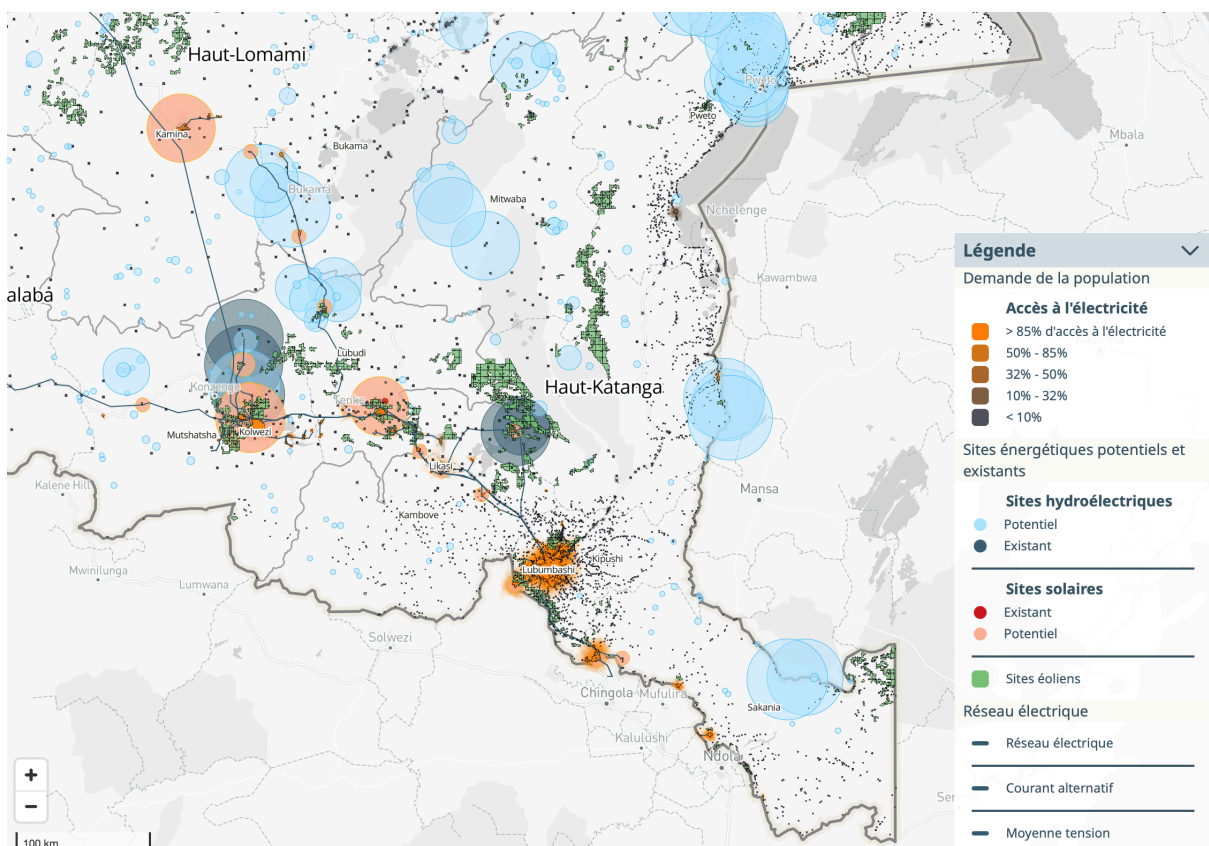 Haut-Lomami
Pweto
Kamina
Pweto
Mbala
Bukama
Bukama
Mitwaba
Nchelenge
Kawambwa
alaba
Lubudi
Haut-Katanga
Tenke
Mutshatsha
Kolwezi
Likasi
Kalene Hill
Mansa
Kambove
Mwinilunga
Lumwana
Kipushi
Lubumbashi
Solwezi
Chingola
Mufulira
Sakania
Kalulushi
Ndola
100 km
+
−
Légende
Demande de la population
Accès à l'électricité
> 85% d'accès à l'électricité
50% - 85%
32% - 50%
10% - 32%
< 10%
Sites énergétiques potentiels et
existants
Sites hydroélectriques
Potentiel
Existant
Sites solaires
Existant
Potentiel
Sites éoliens
Réseau électrique
Réseau électrique
Courant alternatif
Moyenne tension